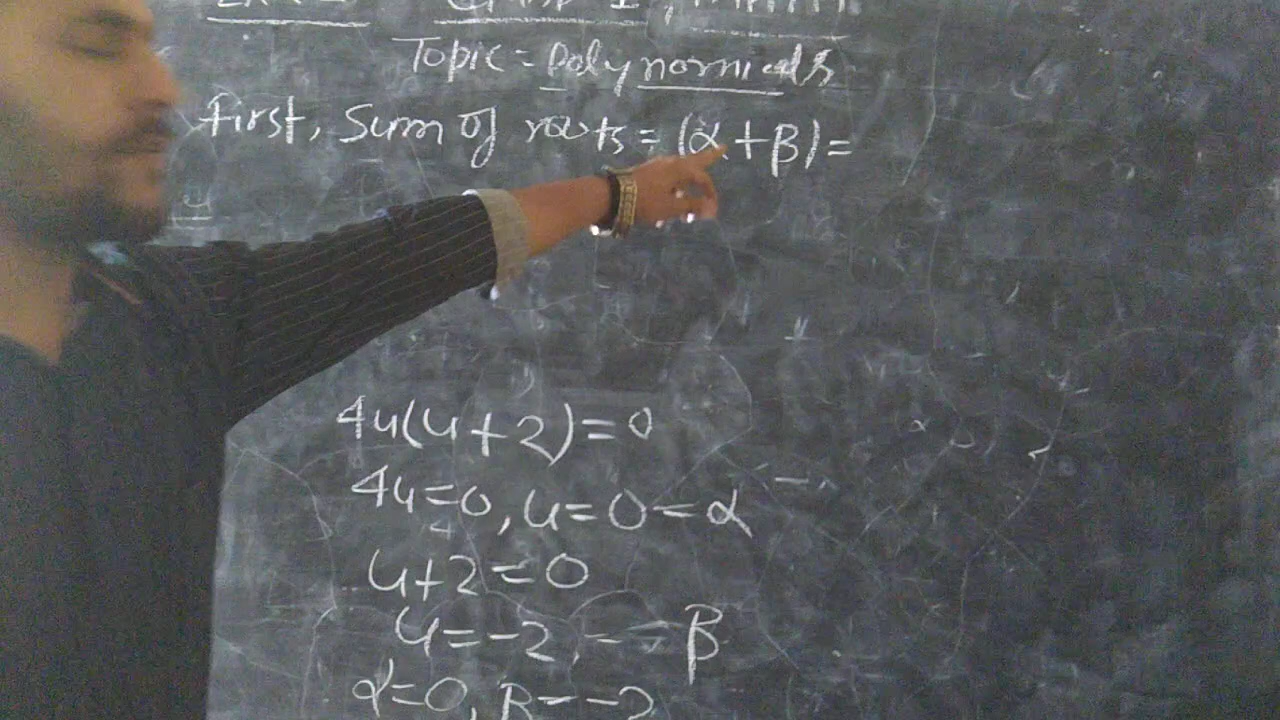 Topic = Polynomials
First, Sum of roots = (α + β) =
4u(u + 2) = 0
4u = 0, u = 0 = α
u + 2 = 0
u = -2, = β
α = 0, β = -2